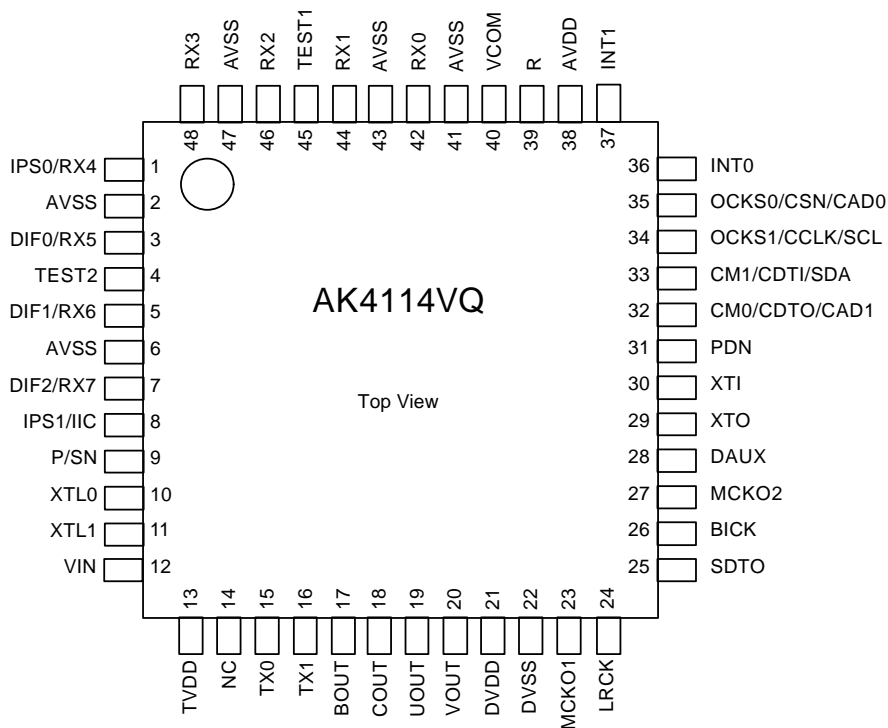 RX3 AVSS RX2 TEST1 RX1 AVSS RX0 AVSS VCOM R AVDD INT1
48 47 46 45 44 43 42 41 40 39 38 37
IPS0/RX4 1 36 INT0
AVSS 2 35 OCKS0/CSN/CAD0
DIF0/RX5 3 34 OCKS1/CCLK/SCL
TEST2 4 33 CM1/CDTI/SDA
DIF1/RX6 5 32 CM0/CDTO/CAD1
AK4114VQ
AVSS 6 31 PDN
DIF2/RX7 7 30 XTI
Top View
IPS1/IIC 8 29 XTO
P/SN 9 28 DAUX
XTL0 10 27 MCKO2
XTL1 11 26 BICK
VIN 12 25 SDTO
13 14 15 16 17 18 19 20 21 22 23 24
TVDD NC TX0 TX1 BOUT COUT UOUT VOUT DVDD DVSS MCKO1 LRCK